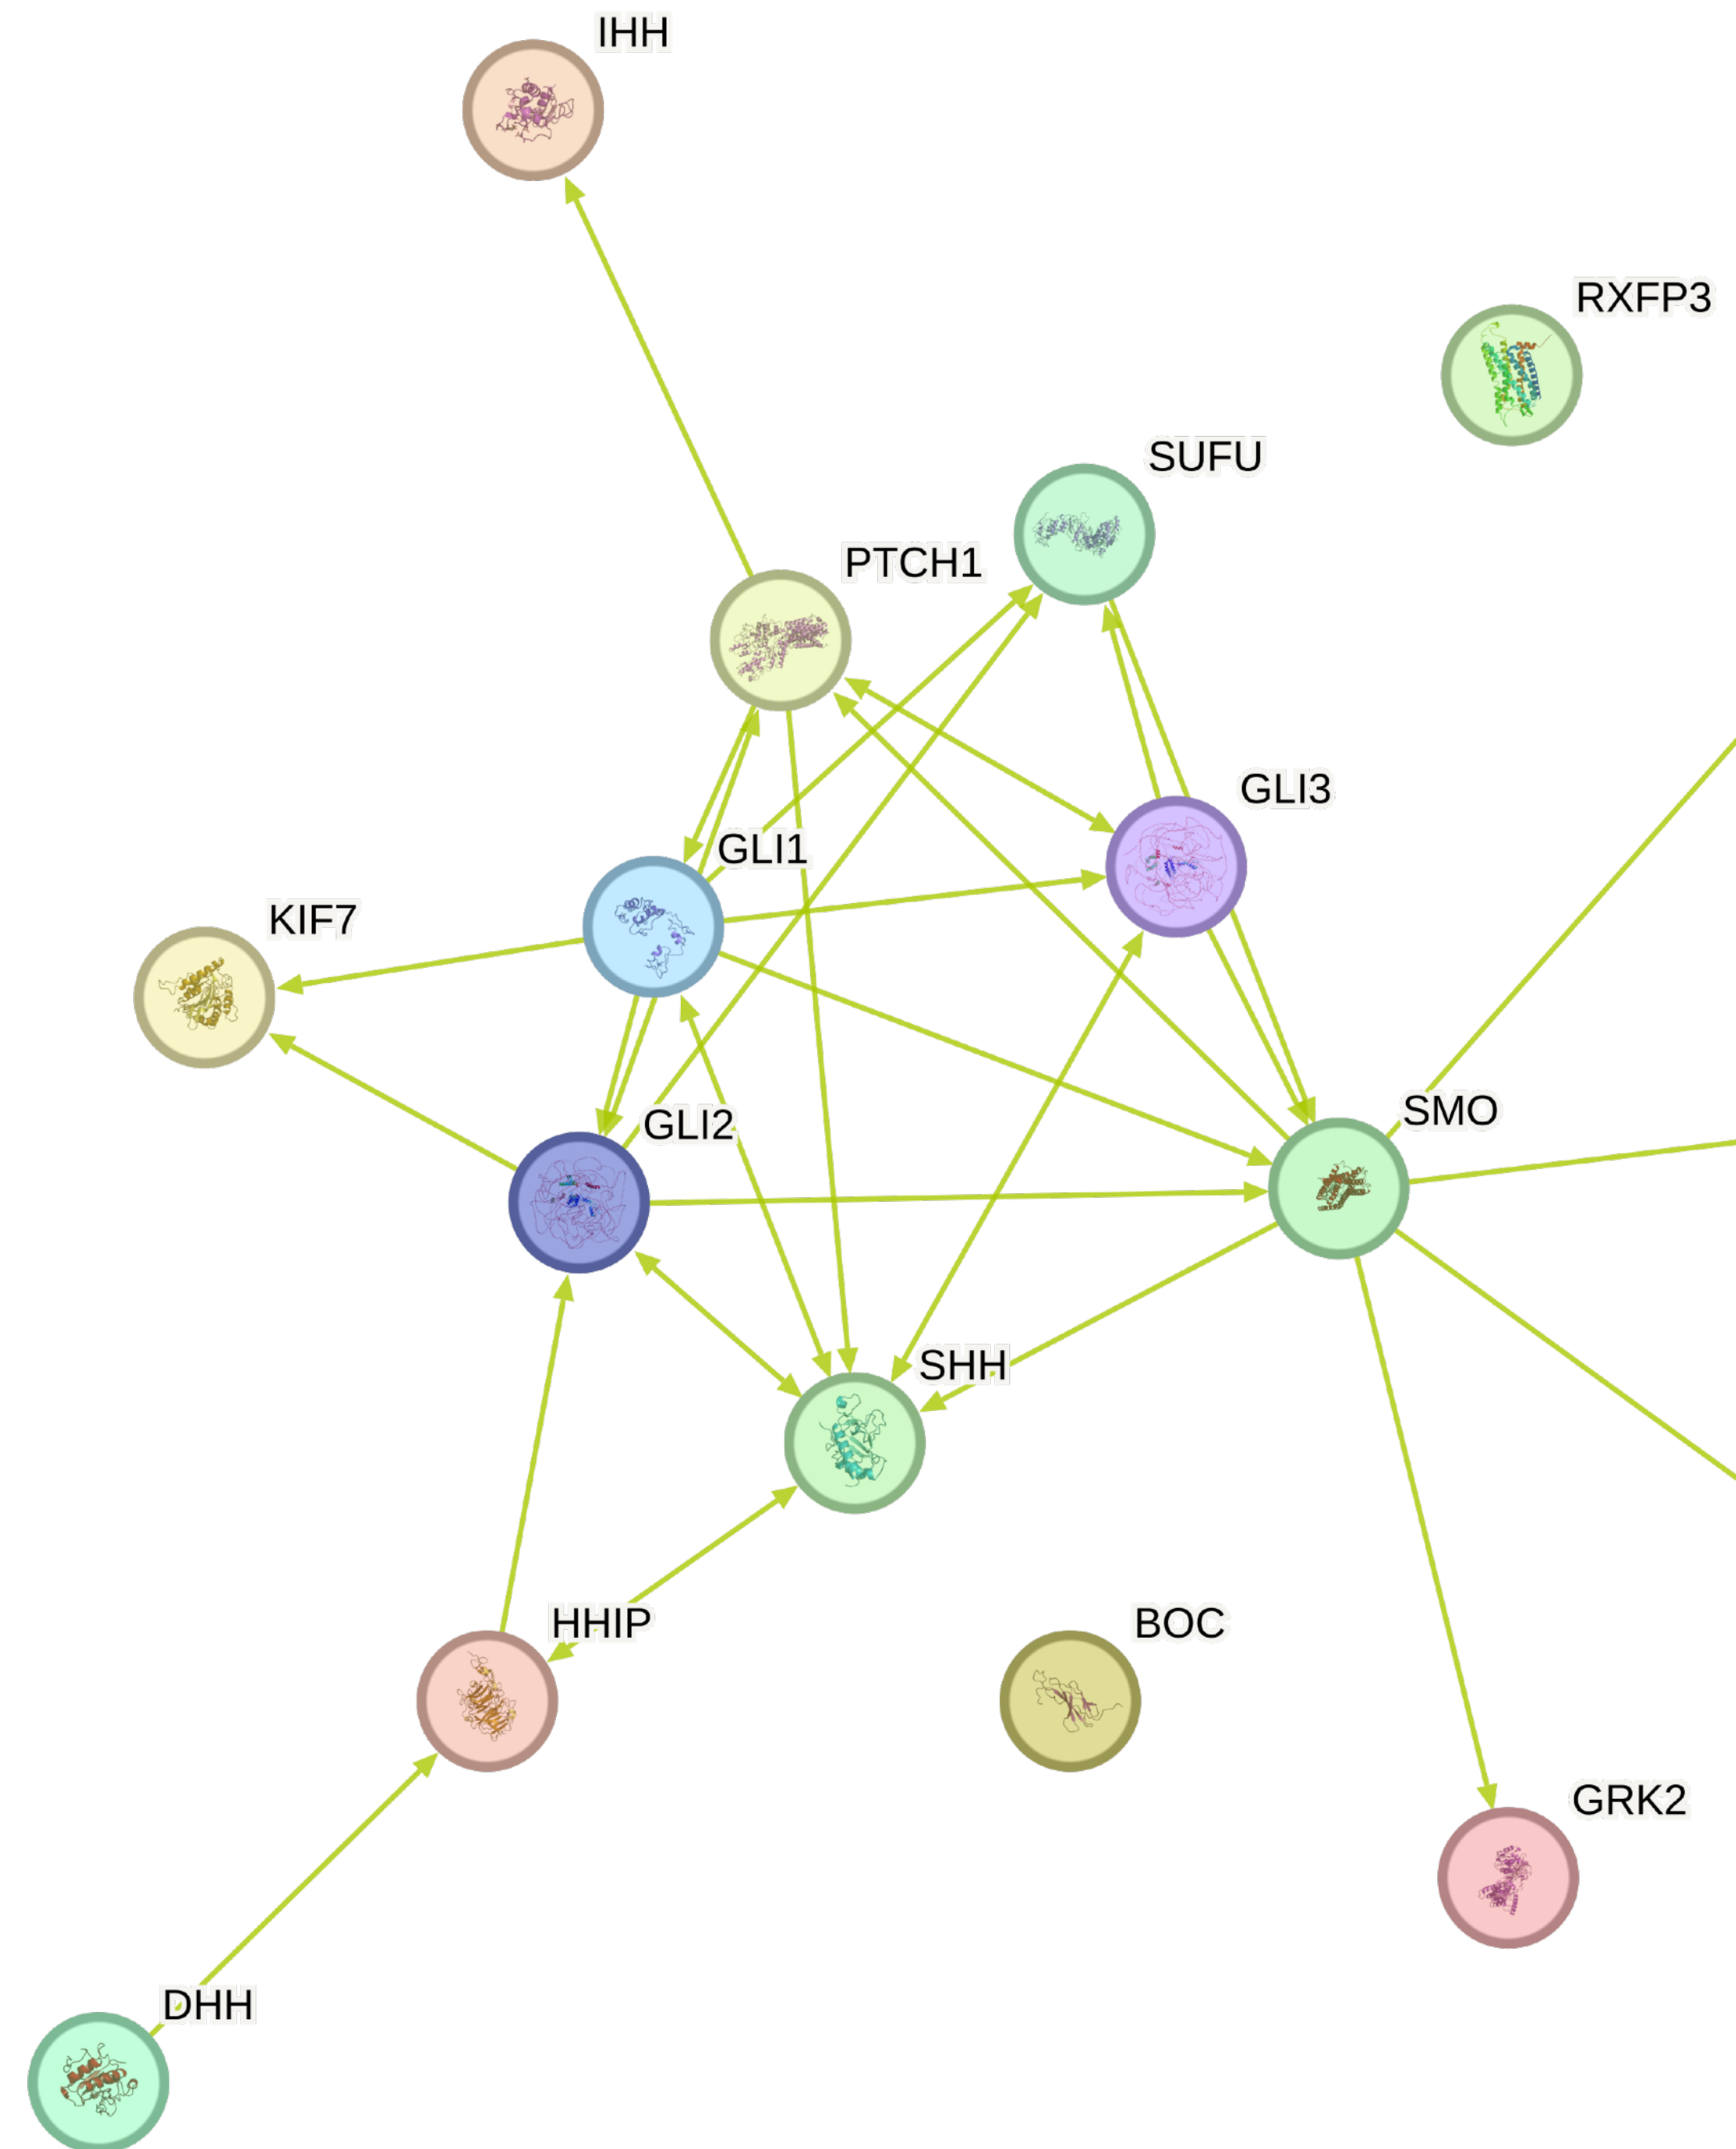 IHH
RXFP3
SUFU
PTCH1
GLI3
GLI1
KIF7
SMO
GLI2
SHH
HHIP
BOC
GRK2
DHH